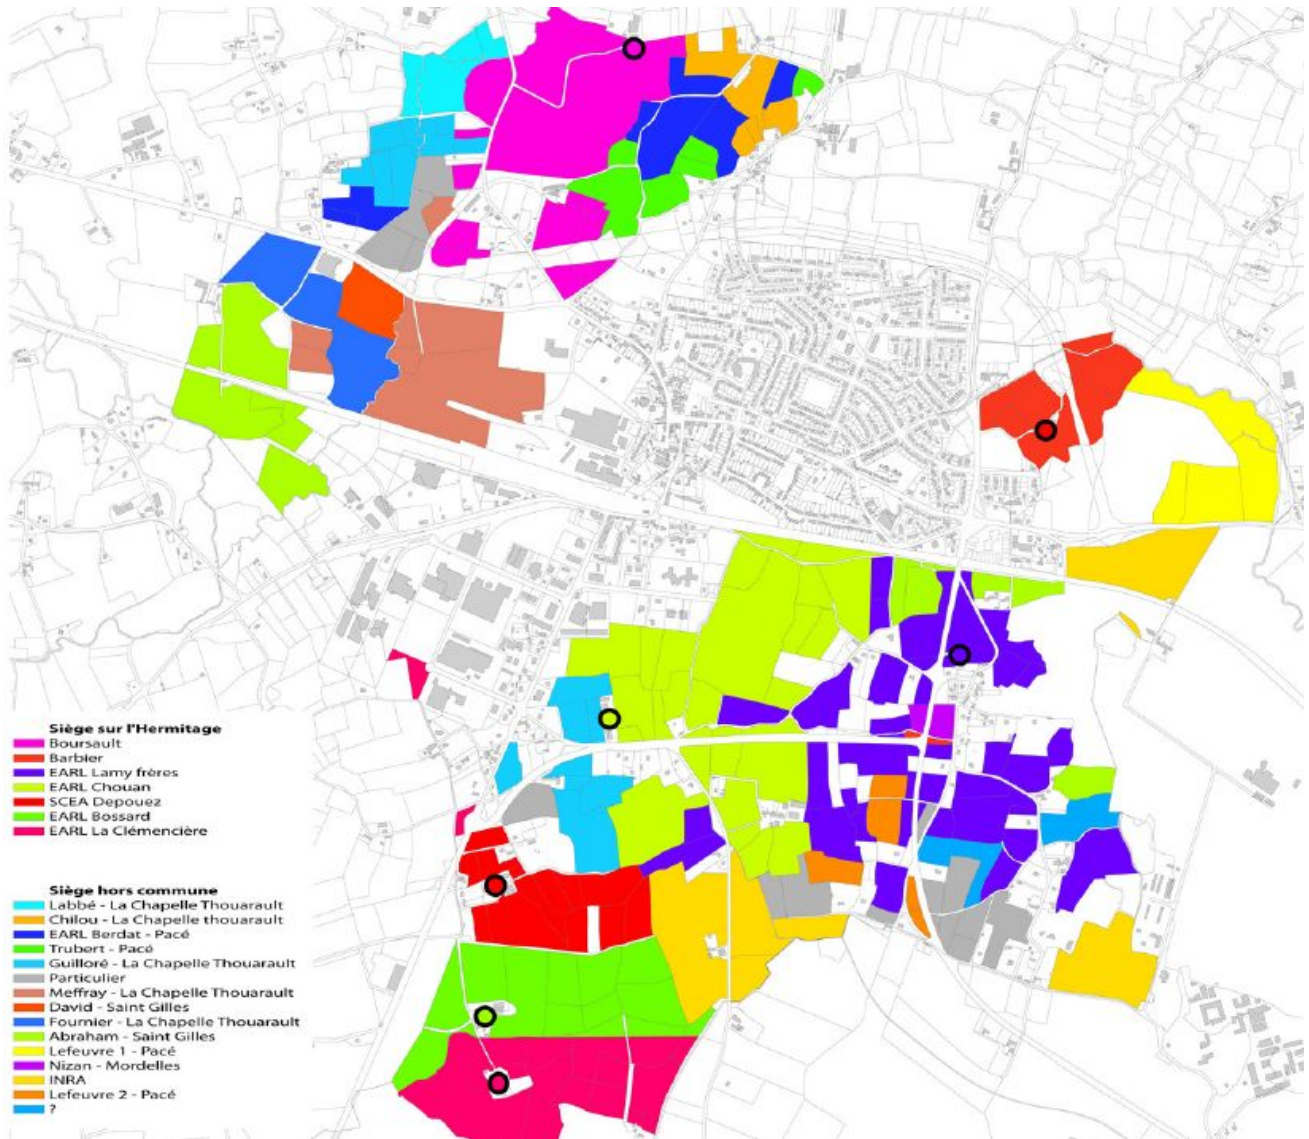 Siège sur l'Hermitage
Boursault
Barbier
EARL Lamy frères
EARL Chouan
SCEA Depouez
EARL Bossard
EARL La Clémencière
Siège hors commune
Labbé - La Chapelle Thouarault
Chilou - La Chapelle thouarault
EARL Berdat - Pacé
Trubert - Pacé
Guilloré - La Chapelle Thouarault
Particulier
Meffray - La Chapelle Thouarault
David - Saint Gilles
Fournier - La Chapelle Thouarault
Abraham - Saint Gilles
Lefeuvre 1 - Pacé
Nizan - Mordelles
INRA
Lefeuvre 2 - Pacé
?